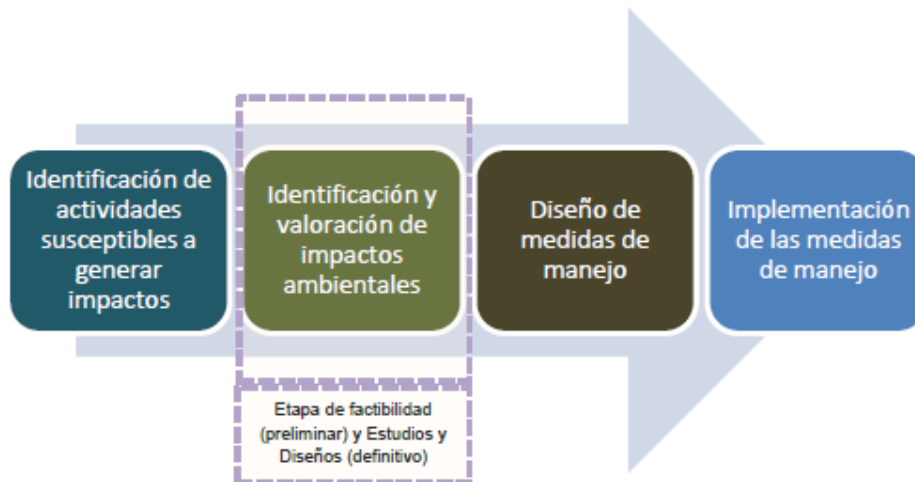 Identificación de
actividades
susceptibles a
generar
impactos
Identificación y
valoración de
impactos
ambientales
Diseño de
medidas de
manejo
Implementación
de las medidas
de manejo
Etapa de factibilidad
(preliminar) y Estudios y
Diseños (definitivo)